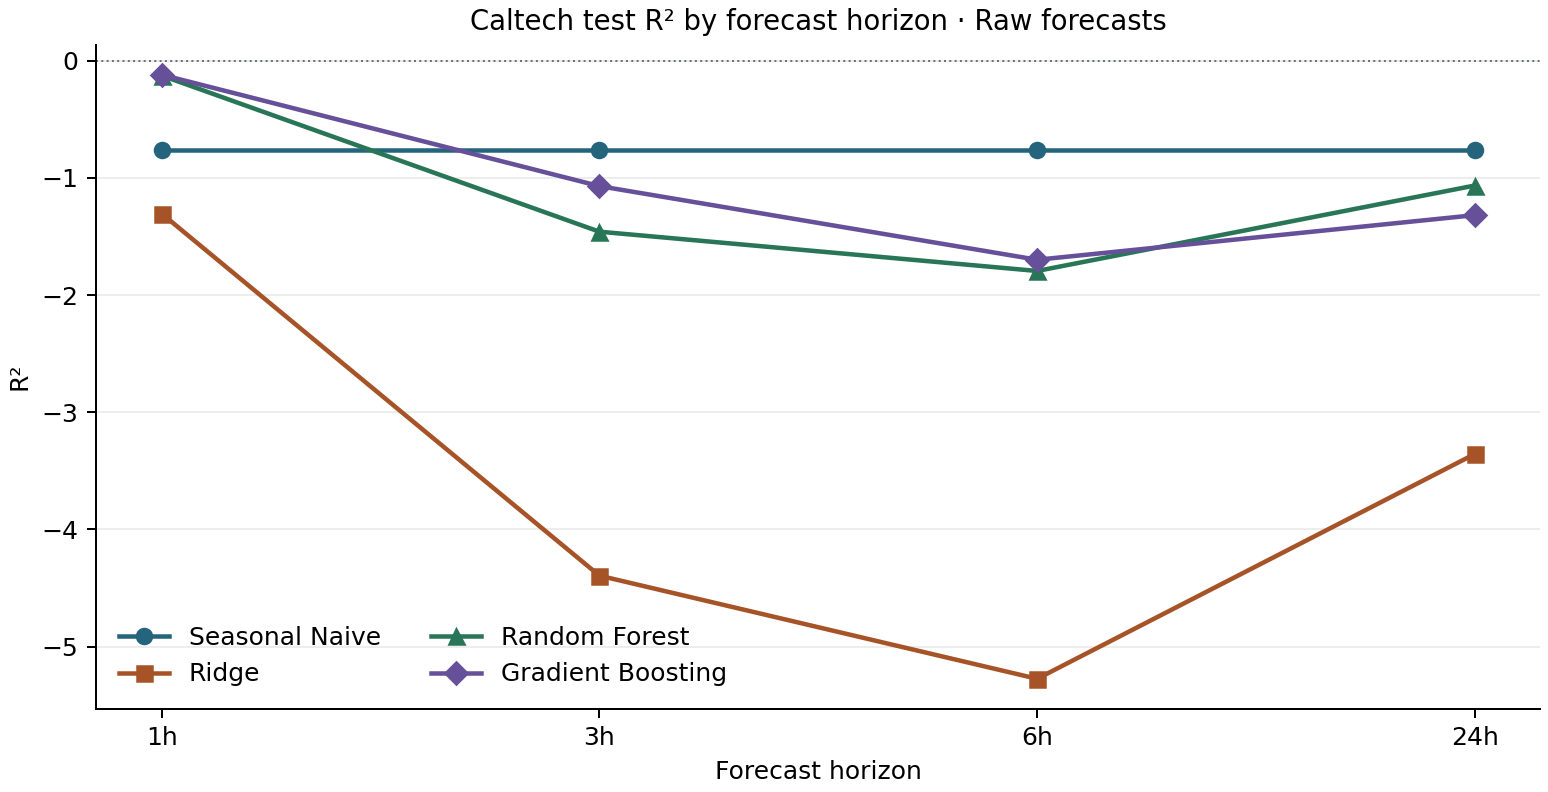 Caltech test R² by forecast horizon · Raw forecasts
0
−1
−2
−3
−4
−5
R²
Seasonal Naive
Ridge
Random Forest
Gradient Boosting
1h
3h
6h
24h
Forecast horizon